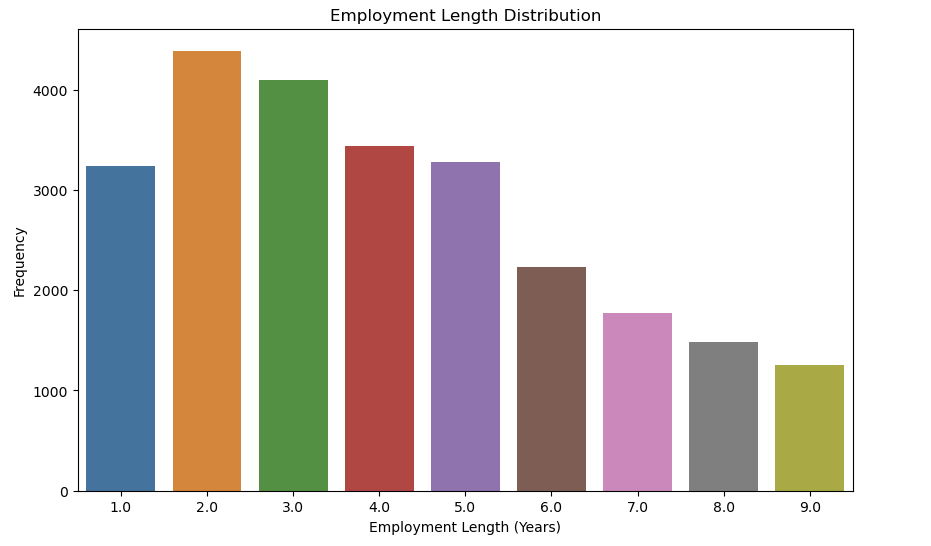 Employment Length Distribution
Frequency
4000
3000
2000
1000
0
1.0 2.0 3.0 4.0 5.0 6.0 7.0 8.0 9.0
Employment Length (Years)